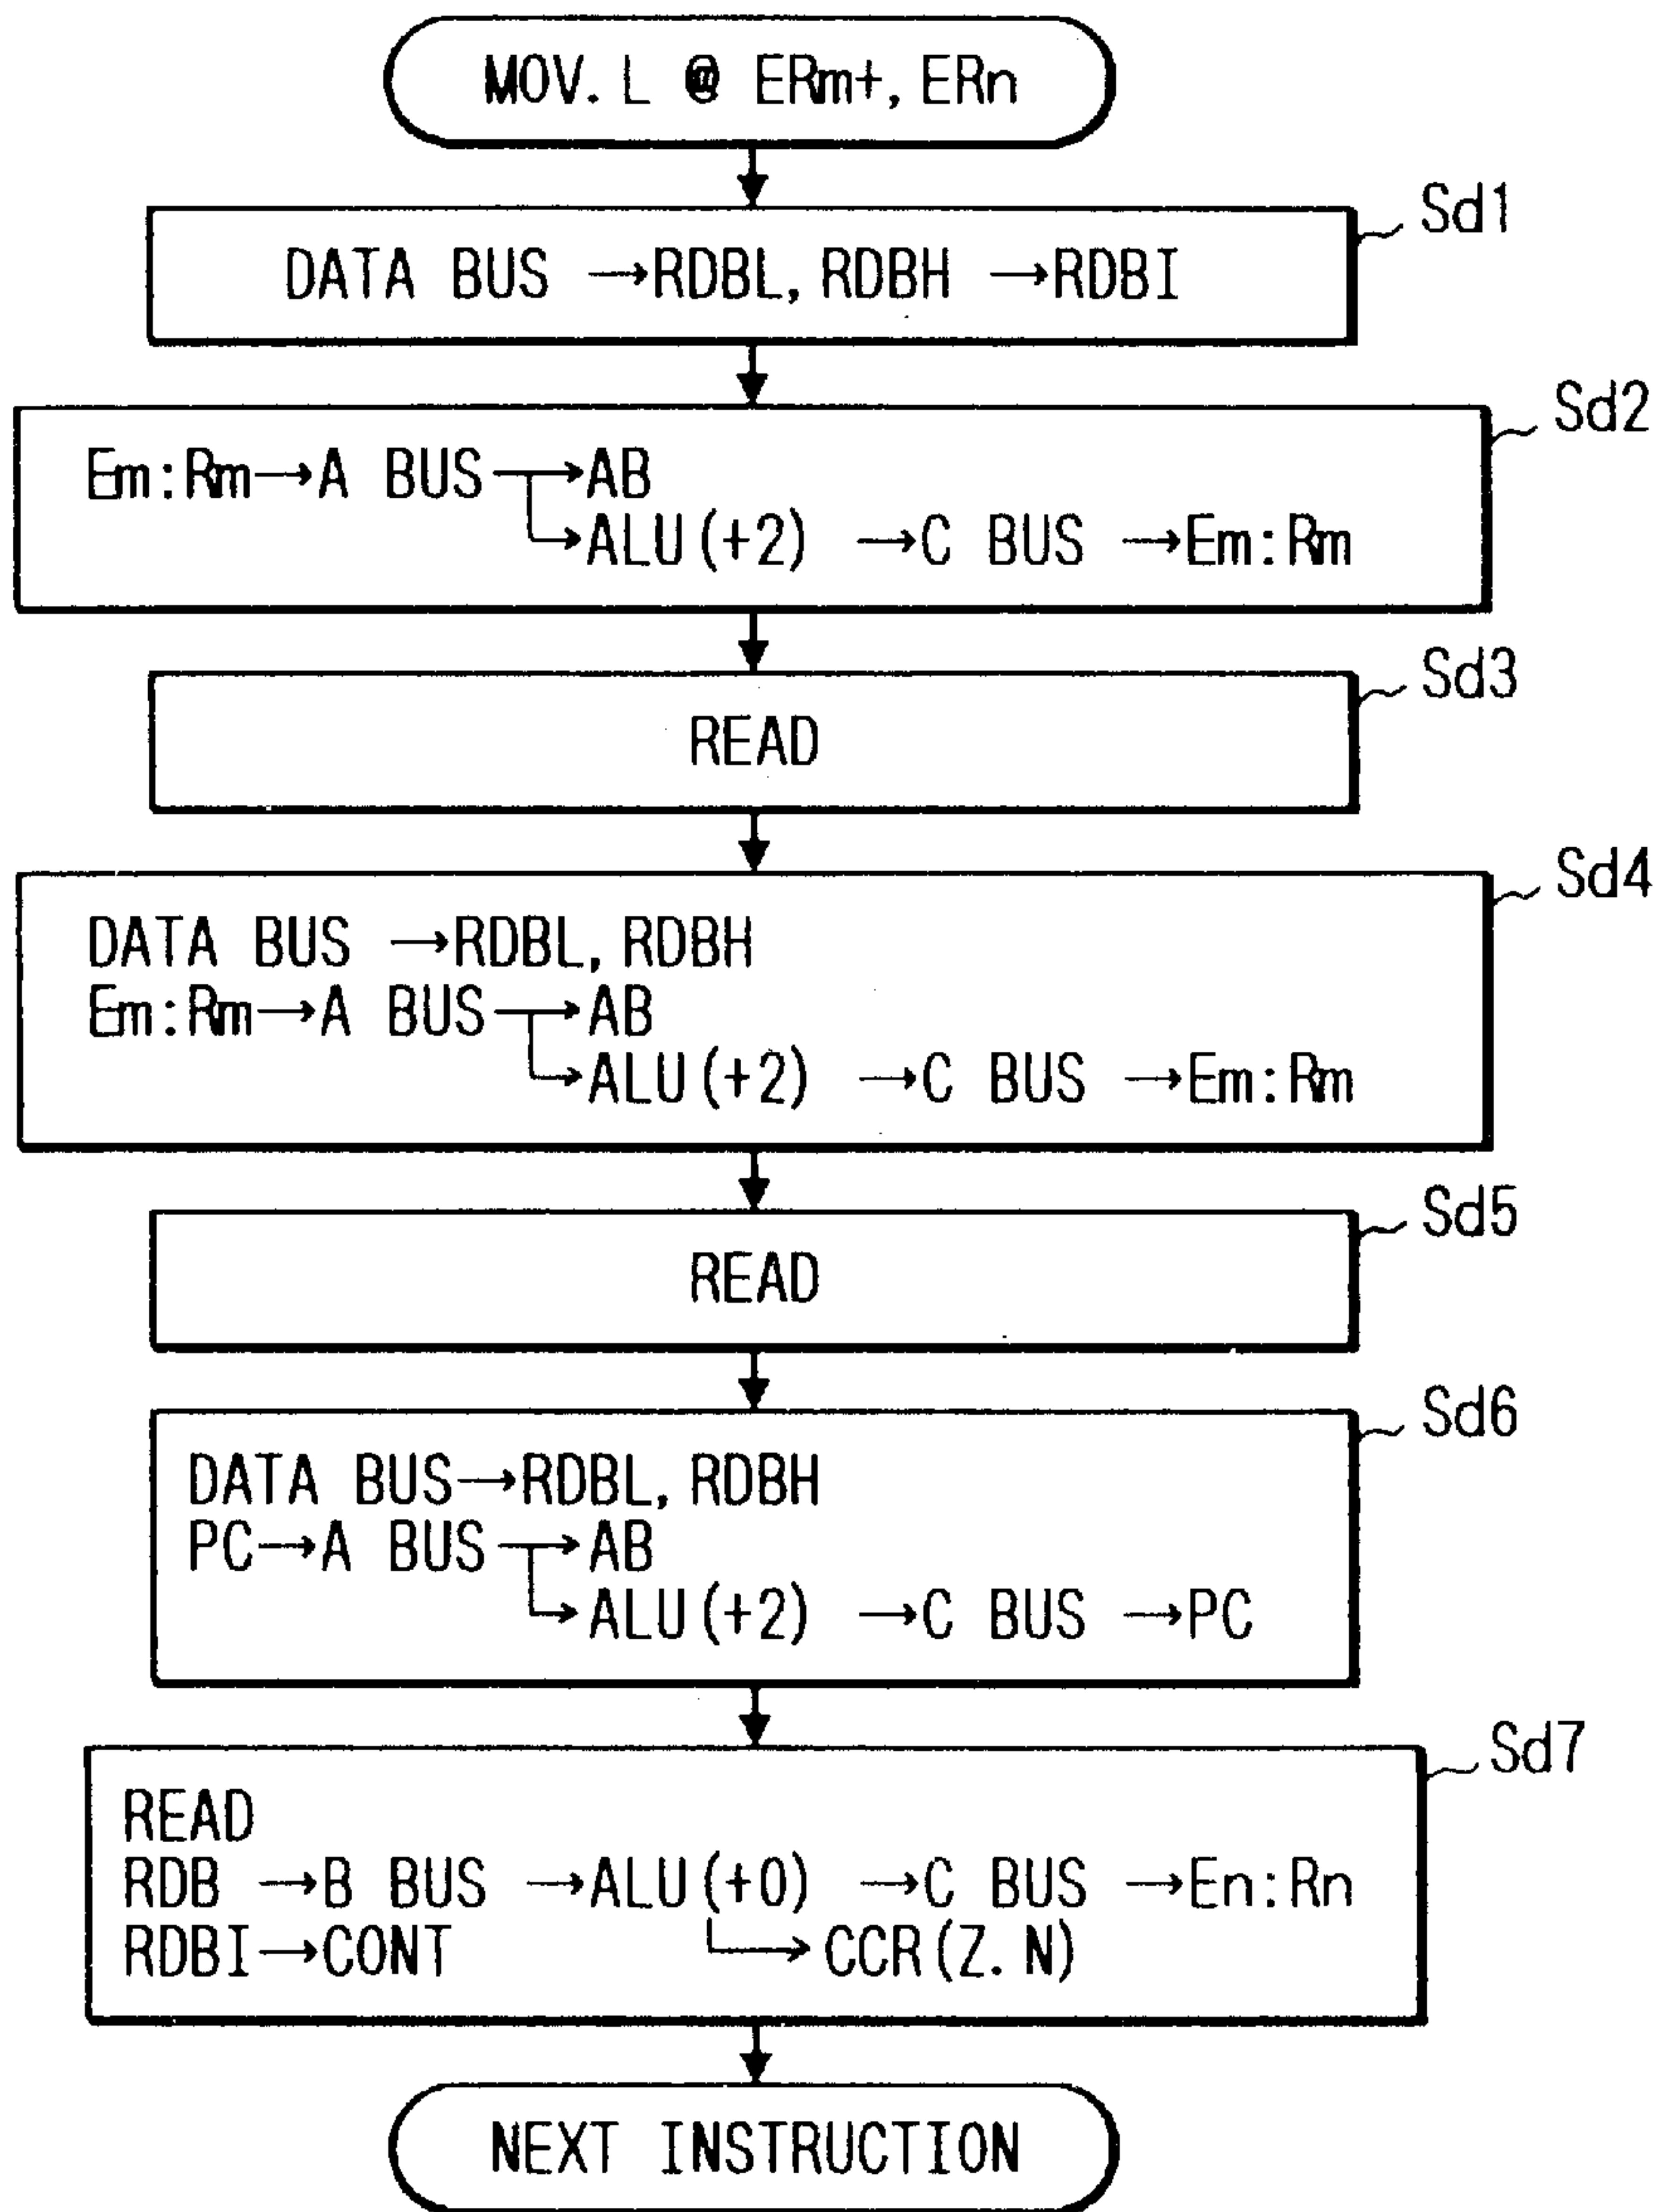 MOV.L @ ERm+, ERn
Sd1
DATA BUS →RDBL, RDBH →RDBI
Sd2
Em:Rm→A BUS→AB
→ALU(+2) →C BUS →Em:Rm
Sd3
READ
Sd4
DATA BUS →RDBL, RDBH
Em:Rm→A BUS→AB
→ALU(+2) →C BUS →Em:Rm
Sd5
READ
Sd6
DATA BUS→RDBL, RDBH
PC→A BUS→AB
→ALU(+2) →C BUS →PC
Sd7
READ
RDB →B BUS →ALU(+0) →C BUS →En:Rn
RDBI→CONT →CCR(Z.N)
NEXT INSTRUCTION